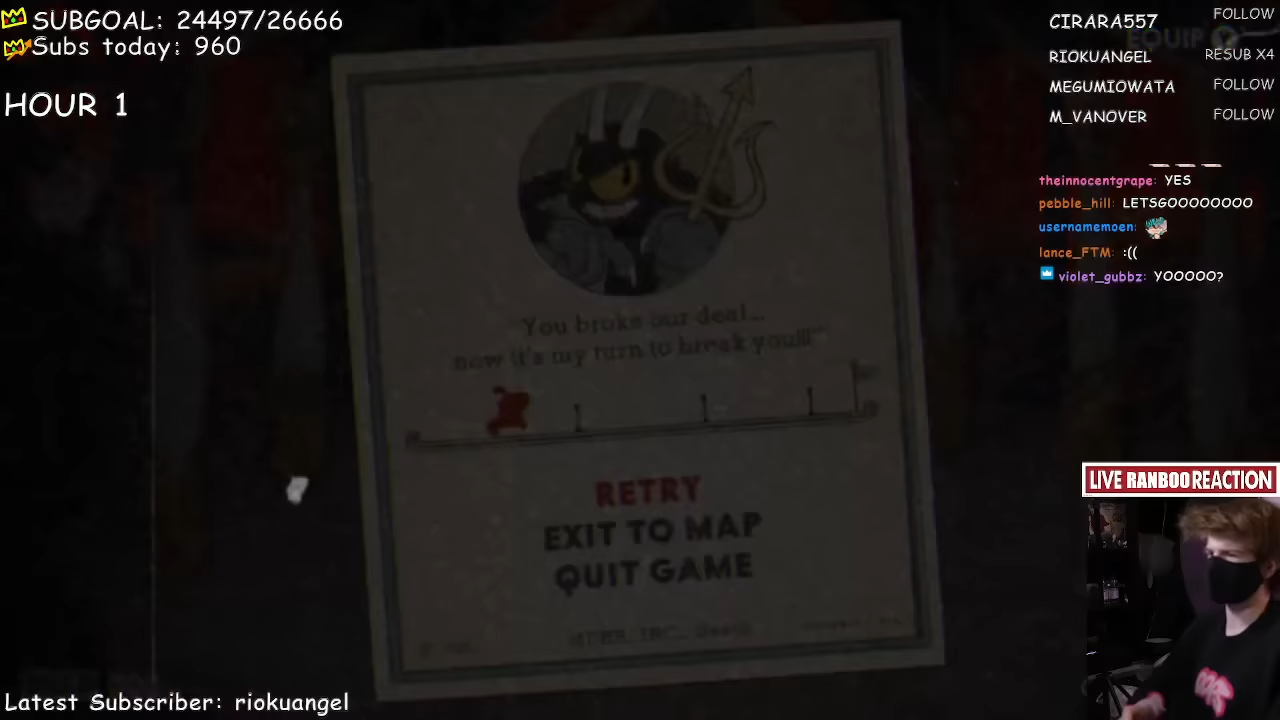 SUBGOAL: 24497/26666
Subs today: 960
HOUR 1
EQUIP Y
CIRARA557 FOLLOW
RIOKUANGEL RESUB X4
MEGUMIOWATA FOLLOW
M_VANOVER FOLLOW
theinnocentgrape: YES
pebble_hill: LETSGOOOOOOOO
usernamemoen:
lance_FTM: :((
violet_gubbz: YOOOOO?
You broke our deal...
now it's my turn to break you!!!"
RETRY
EXIT TO MAP
QUIT GAME
LIVE RANBOO REACTION
Latest Subscriber: riokuangel